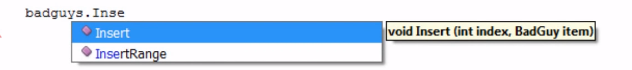 badguys.Inse
Insert void Insert (int index, BadGuy item)
InsertRange